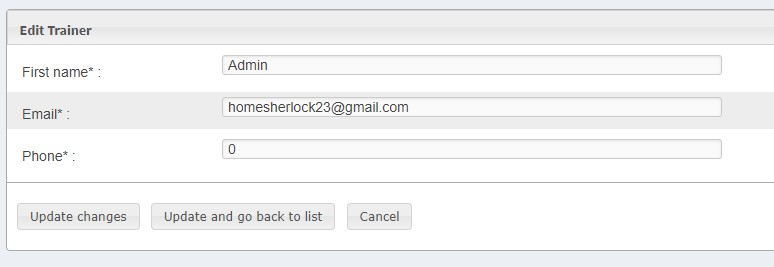 Edit Trainer
First name* : Admin
Email* : homesherlock23@gmail.com
Phone* : 0
Update changes Update and go back to list Cancel